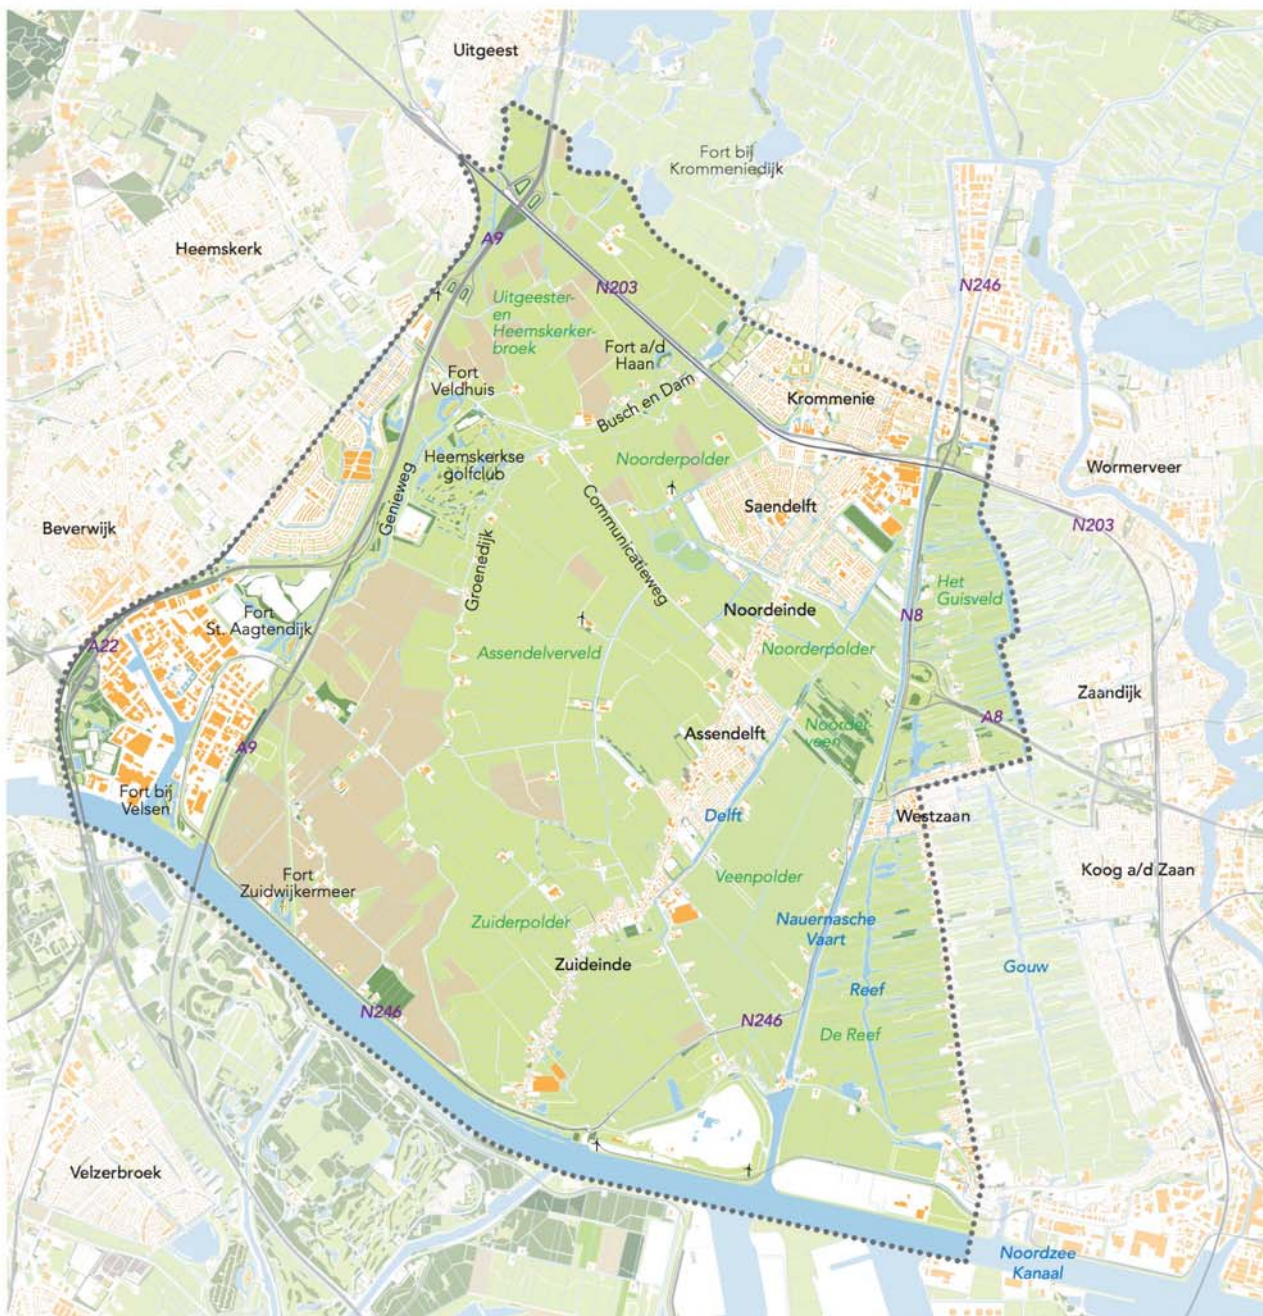 Uitgeest
Fort bij
Krommeniedijk
Heemskerk
A9
N203
N246
Uitgeester-
en
Heemskerker-
broek
Fort a/d
Haan
Fort
Veldhuis
Busch en Dam
Krommenie
Heemskerkse
golfclub
Noorderpolder
Wormerveer
Genieweg
Communicatieweg
Saendelft
Beverwijk
N203
Groenedijk
Het
Guisveld
Fort
St. Aagtendijk
Noordeinde
N8
A22
Assendelverveld
Noorderpolder
Zaandijk
A9
Assendelft
Noorder
veen
A8
Fort bij
Velsen
Delft
Westzaan
Fort
Zuidwijkermeer
Veenpolder
Koog a/d Zaan
Zuiderpolder
Nauernasche
Vaart
Zuideinde
Gouw
Reef
N246
N246
De Reef
Velzerbroek
Noordzee
Kanaal